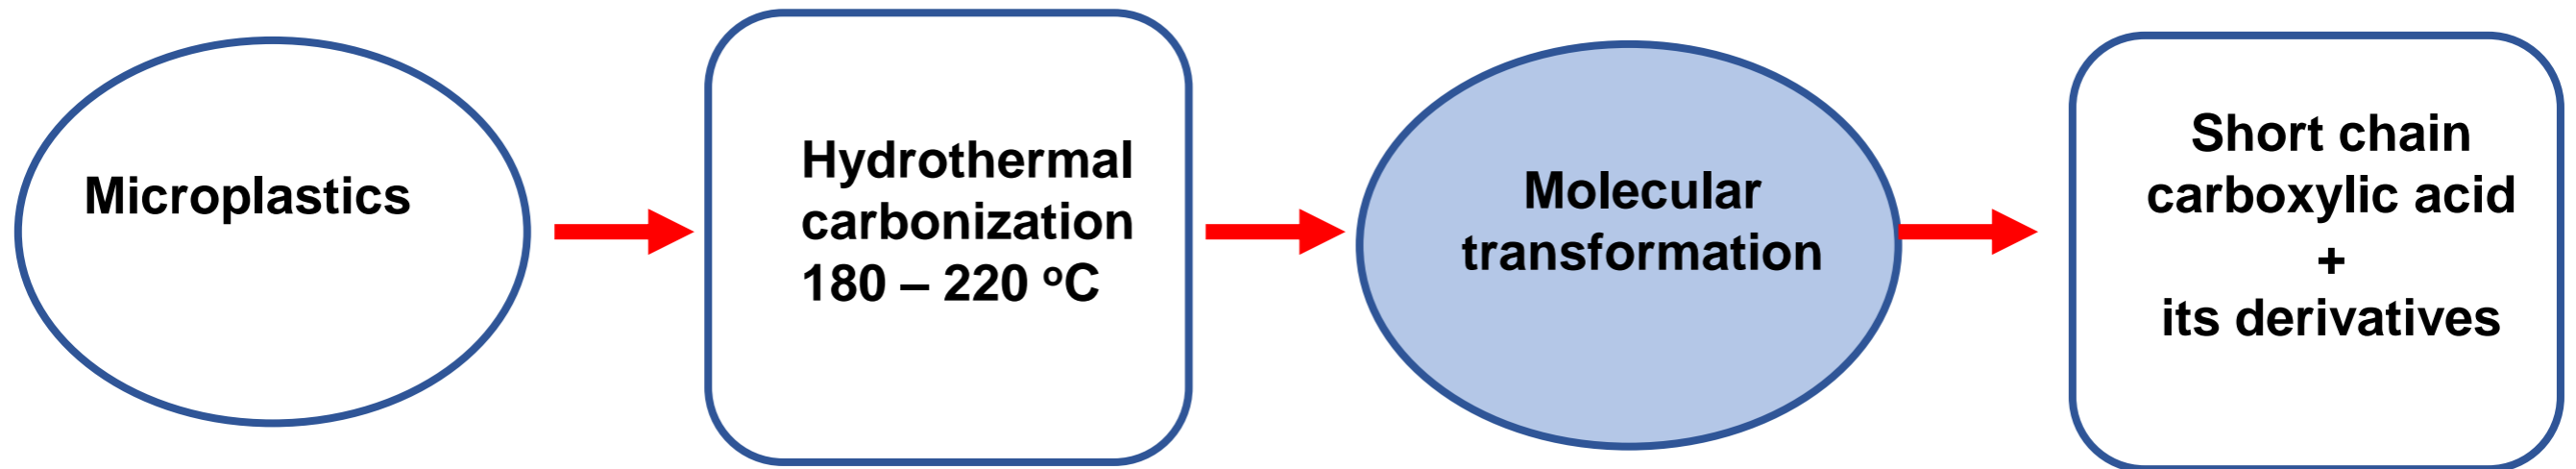 Microplastics
Hydrothermal
carbonization
180 – 220 ºC
Molecular
transformation
Short chain
carboxylic acid
+
its derivatives